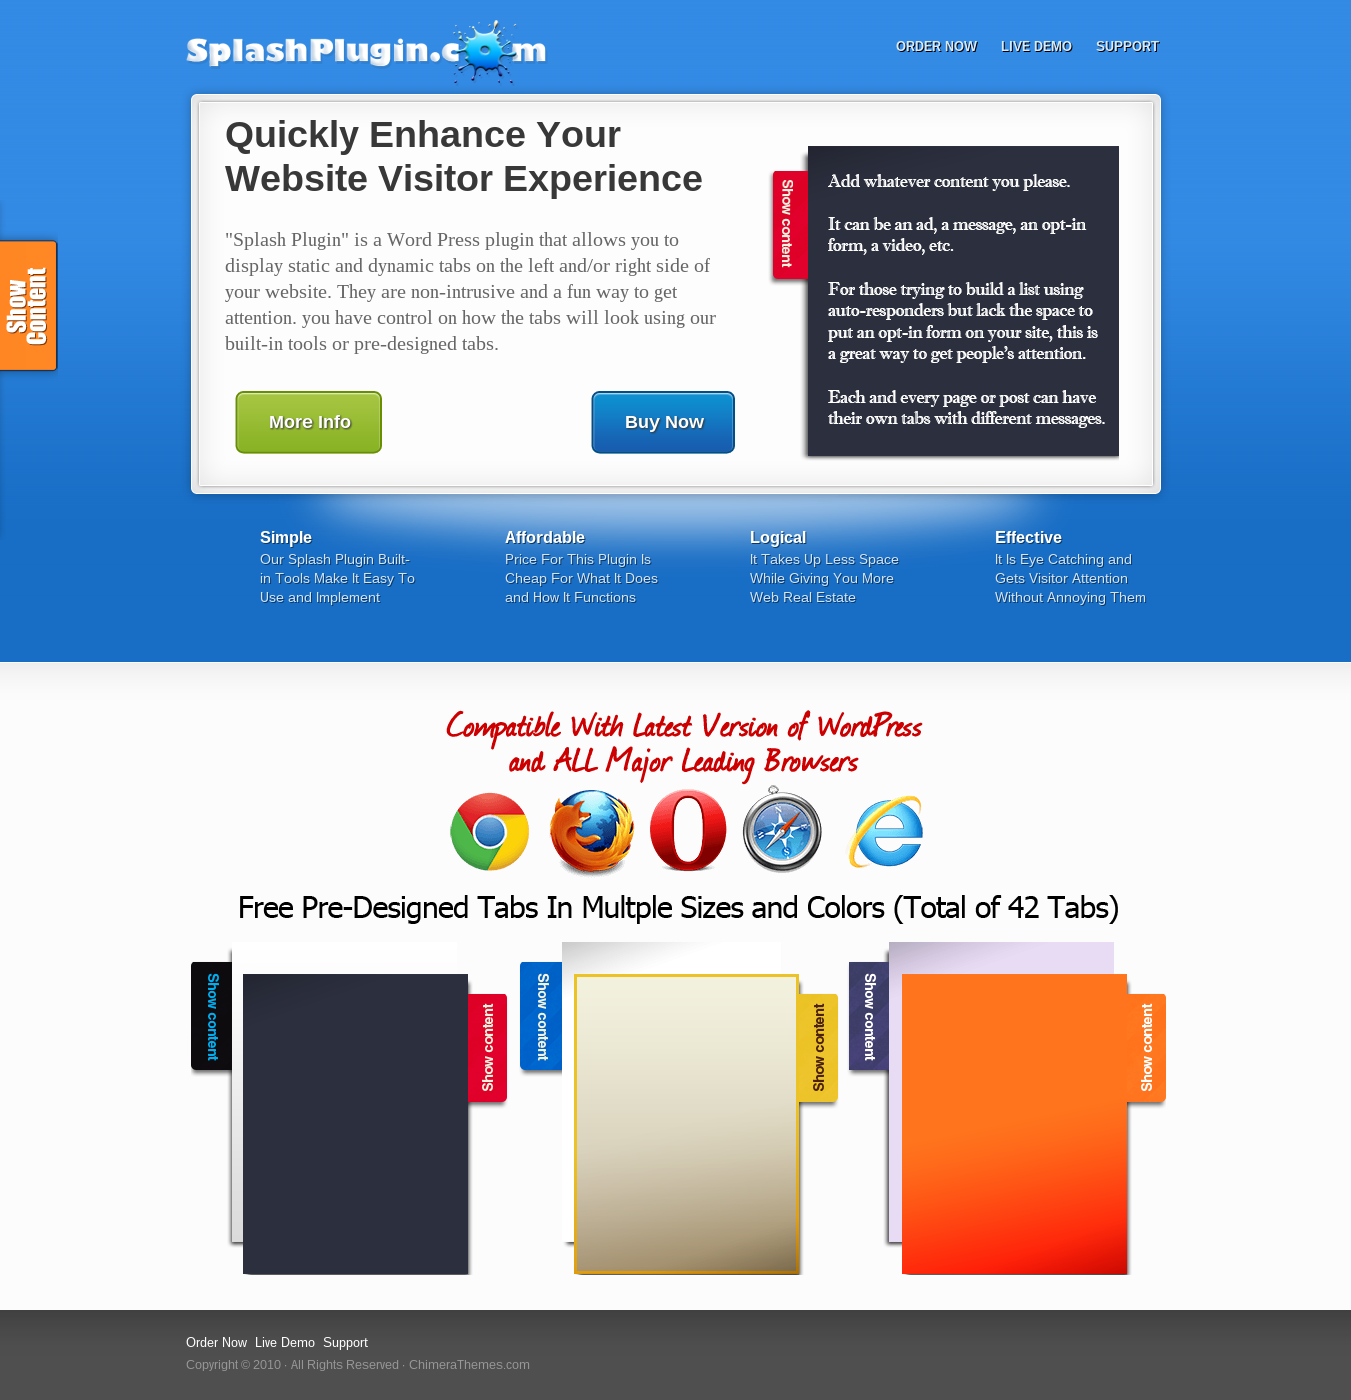 SplashPlugin.com
ORDER NOW LIVE DEMO SUPPORT
Quickly Enhance Your
Website Visitor Experience
"Splash Plugin" is a Word Press plugin that allows you to
display static and dynamic tabs on the left and/or right side of
your website. They are non-intrusive and a fun way to get
attention. you have control on how the tabs will look using our
built-in tools or pre-designed tabs.
More Info
Buy Now
Show content
Add whatever content you please.
It can be an ad, a message, an opt-in
form, a video, etc.
For those trying to build a list using
auto-responders but lack the space to
put an opt-in form on your site, this is
a great way to get people's attention.
Each and every page or post can have
their own tabs with different messages.
Show
Content
Simple
Our Splash Plugin Built-
in Tools Make It Easy To
Use and Implement
Affordable
Price For This Plugin Is
Cheap For What It Does
and How It Functions
Logical
It Takes Up Less Space
While Giving You More
Web Real Estate
Effective
It Is Eye Catching and
Gets Visitor Attention
Without Annoying Them
Compatible With Latest Version of WordPress
and ALL Major Leading Browsers
Free Pre-Designed Tabs In Multple Sizes and Colors (Total of 42 Tabs)
Show content
Show content
Show content
Show content
Show content
Show content
Order Now Live Demo Support
Copyright © 2010 · All Rights Reserved · ChimeraThemes.com